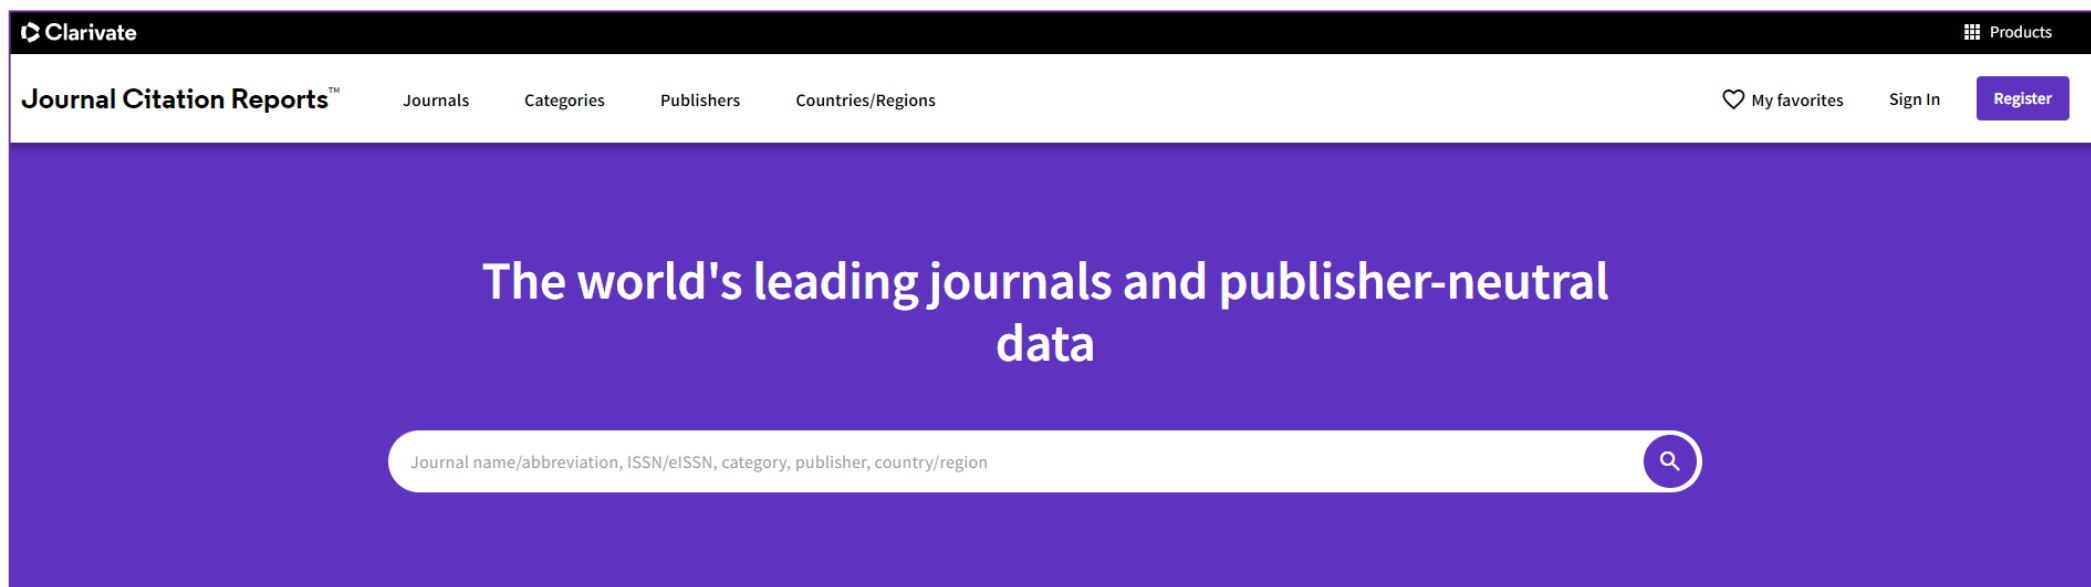 Clarivate
Products
Journal Citation Reports™
Journals
Categories
Publishers
Countries/Regions
My favorites
Sign In
Register
The world's leading journals and publisher-neutral
data
Journal name/abbreviation, ISSN/eISSN, category, publisher, country/region